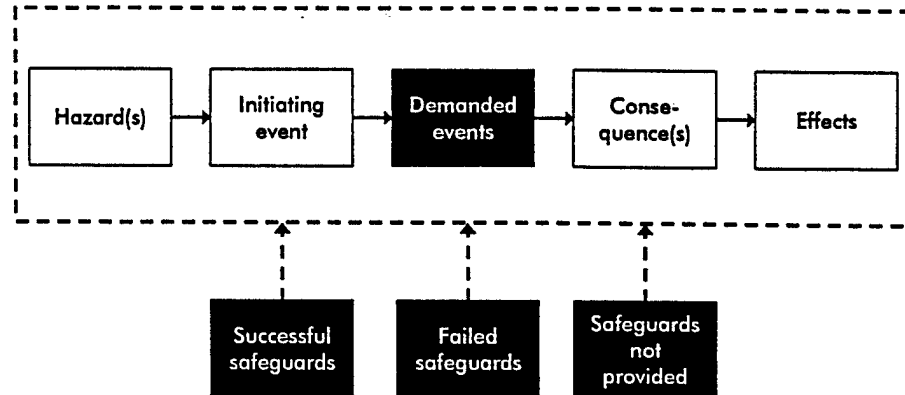 Hazard(s)
Initiating
event
Demanded
events
Conse-
quence(s)
Effects
Successful
safeguards
Failed
safeguards
Safeguards
not
provided